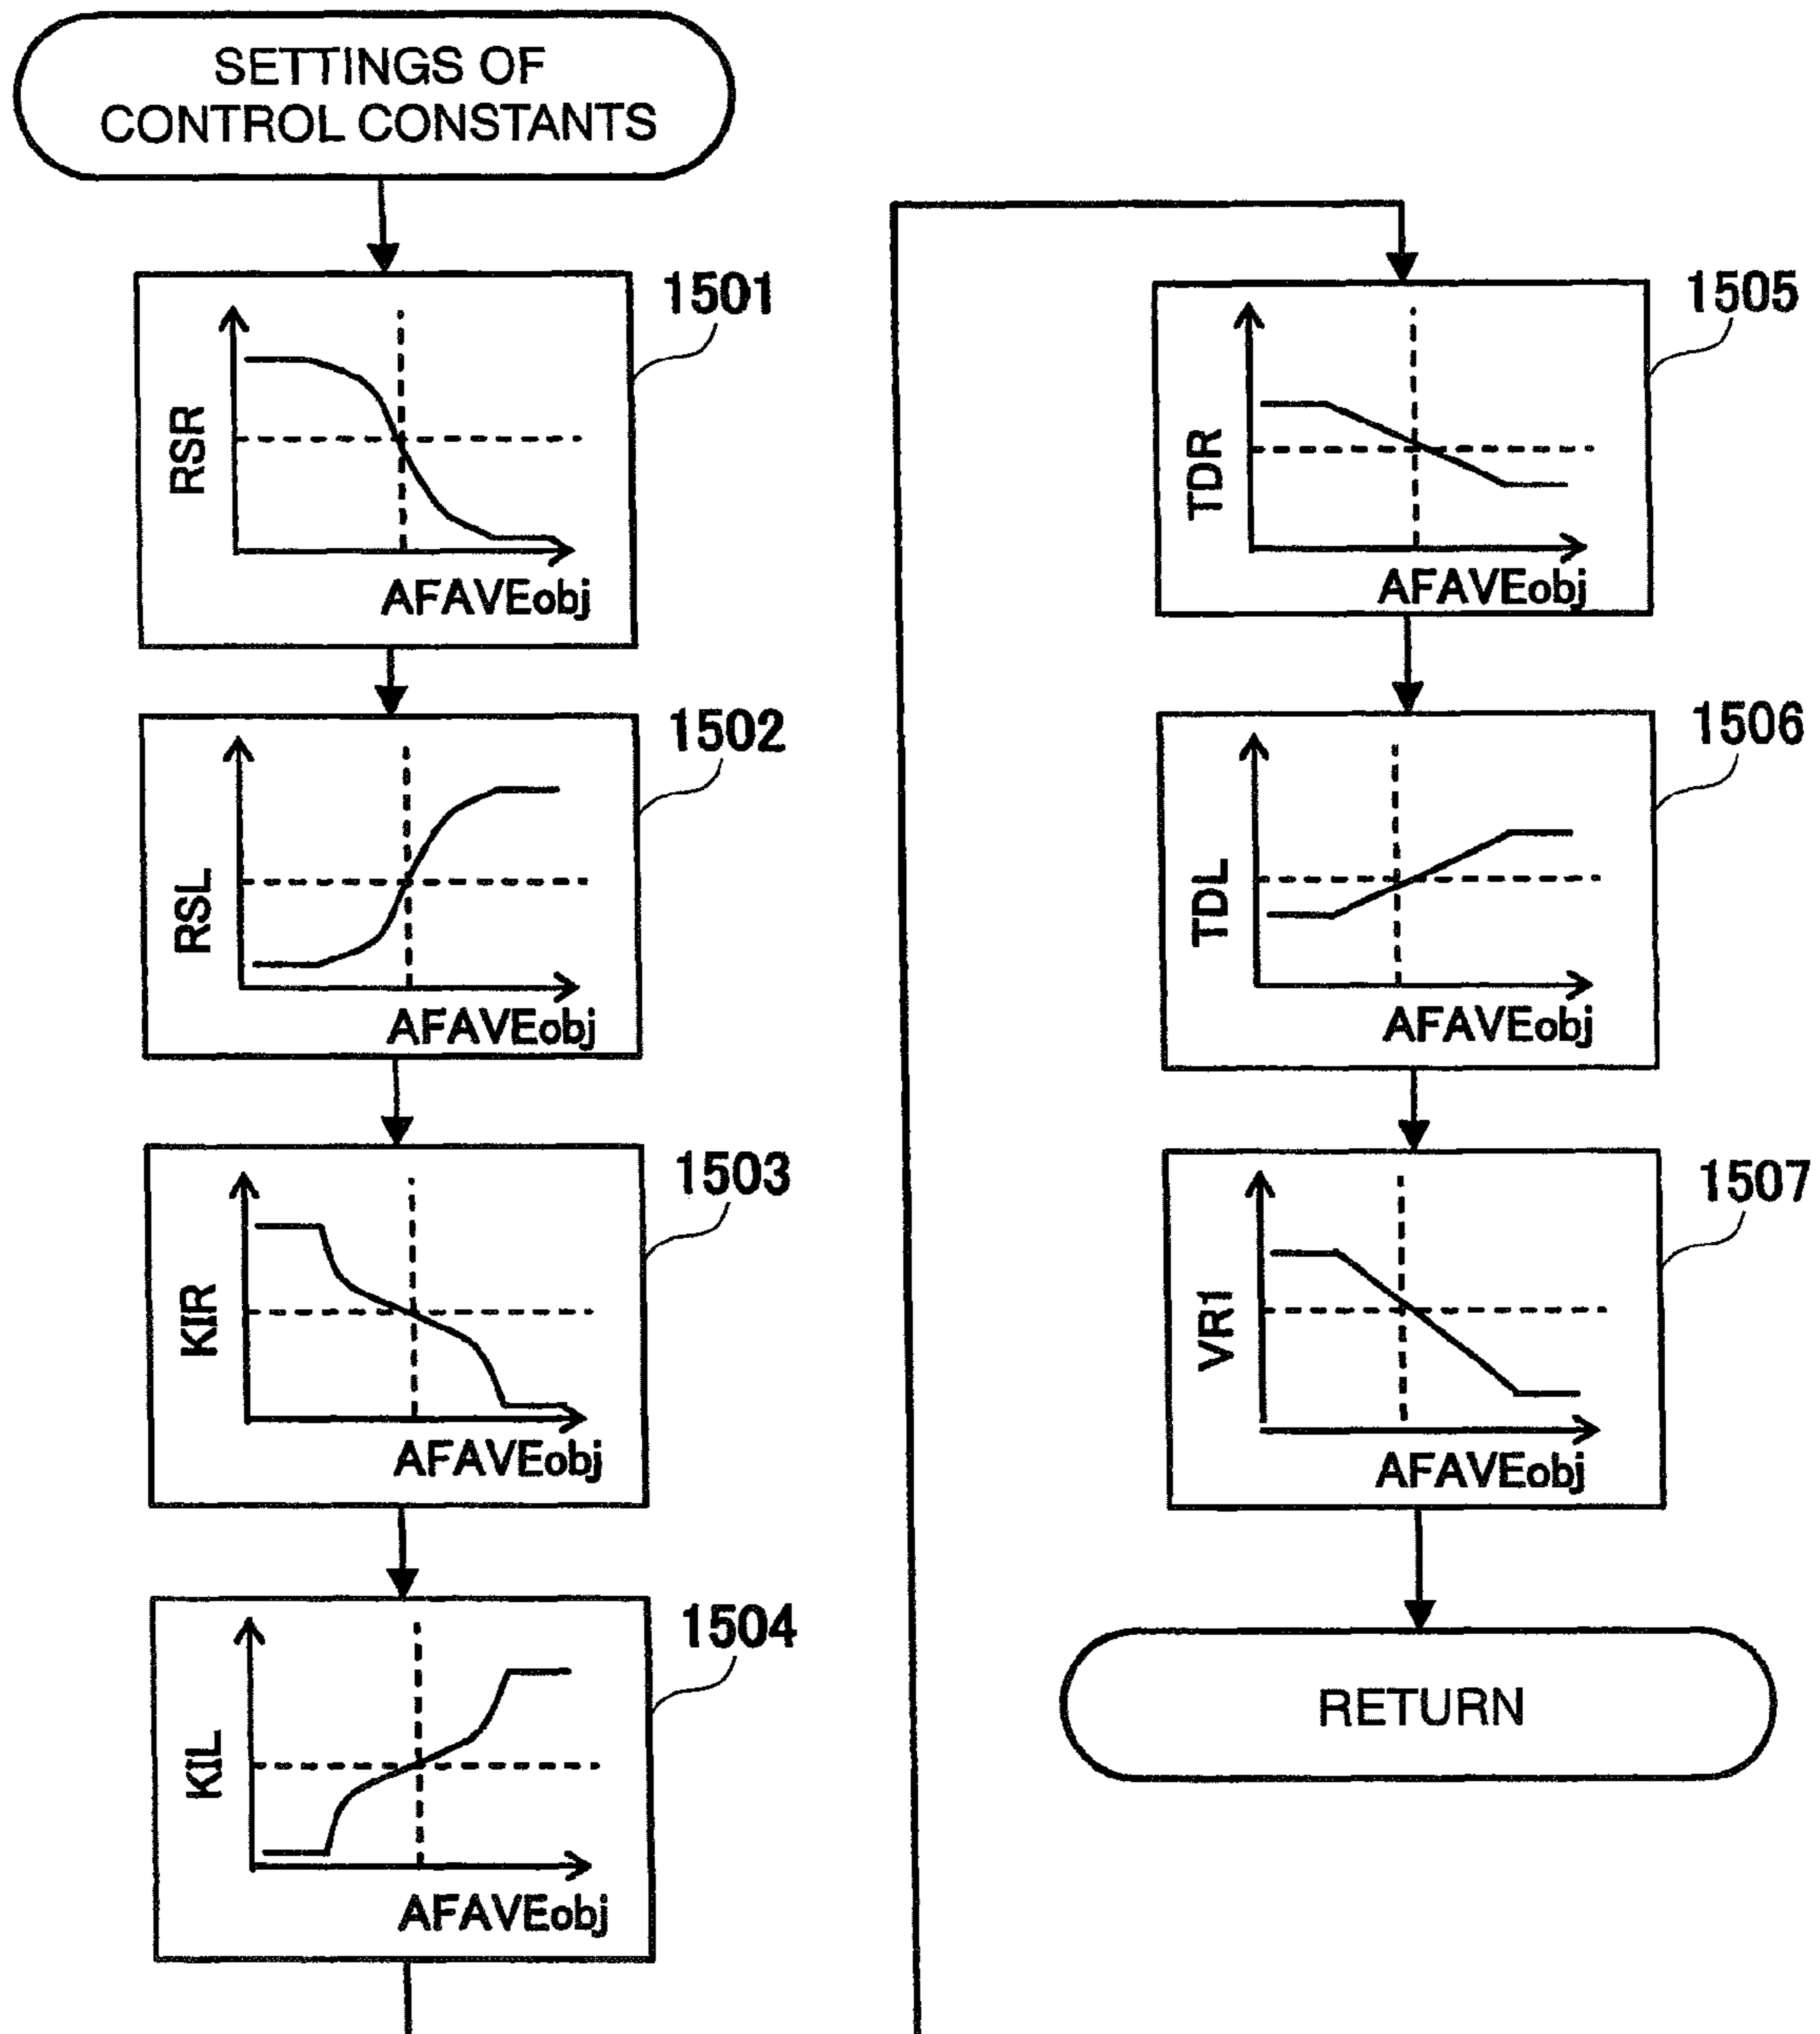 SETTINGS OF
CONTROL CONSTANTS
1501
RSR
AFAVEobj
1502
RSL
AFAVEobj
1503
KIR
AFAVEobj
1504
KIL
AFAVEobj
1505
TDR
AFAVEobj
1506
TDL
AFAVEobj
1507
VR1
AFAVEobj
RETURN